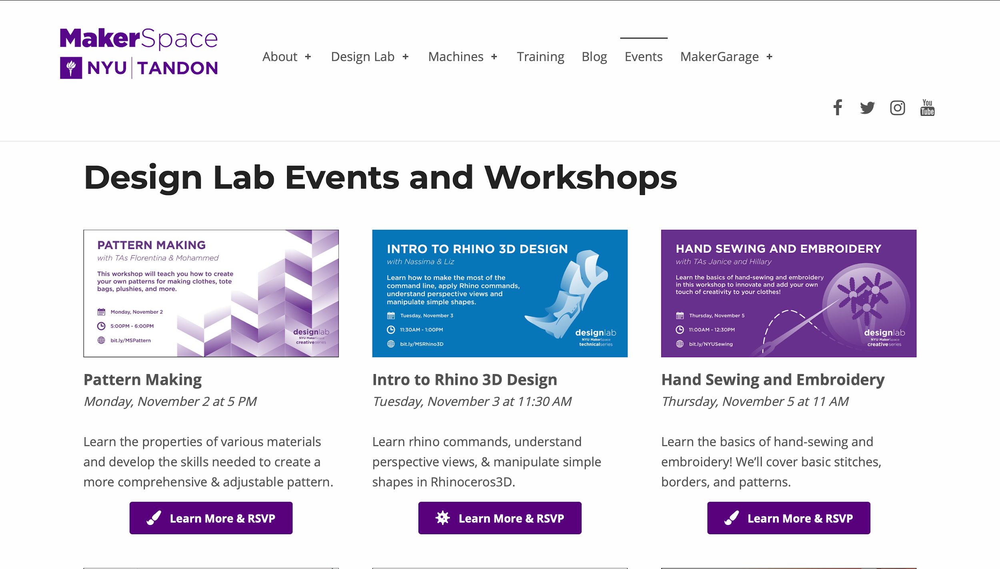 MakerSpace
NYU TANDON
About +
Design Lab +
Machines +
Training
Blog
Events
MakerGarage +
You
Tube
Design Lab Events and Workshops
PATTERN MAKING
with TAs Florentina & Mohammed
This workshop will teach you how to create
your own patterns for making clothes, tote
bags, plushies, and more.
Monday, November 2
5:00PM - 6:00PM
bit.ly/MSPattern
designlab
NYU MakerSpace
creativeseries
INTRO TO RHINO 3D DESIGN
with Nassima & Liz
Learn how to make the most of the
command line, apply Rhino commands,
understand perspective views and
manipulate simple shapes.
Tuesday, November 3
11:30AM - 1:00PM
bit.ly/MSRhino3D
designlab
NYU MakerSpace
technicalseries
HAND SEWING AND EMBROIDERY
with TAs Janice and Hillary
Learn the basics of hand-sewing and embroidery
in this workshop to innovate and add your own
touch of creativity to your clothes!
Thursday, November 5
11:00AM - 12:30PM
bit.ly/NYUSewing
designlab
NYU MakerSpace
creativeseries
Pattern Making
Monday, November 2 at 5 PM
Learn the properties of various materials
and develop the skills needed to create a
more comprehensive & adjustable pattern.
Learn More & RSVP
Intro to Rhino 3D Design
Tuesday, November 3 at 11:30 AM
Learn rhino commands, understand
perspective views, & manipulate simple
shapes in Rhinoceros3D.
Learn More & RSVP
Hand Sewing and Embroidery
Thursday, November 5 at 11 AM
Learn the basics of hand-sewing and
embroidery! We’ll cover basic stitches,
borders, and patterns.
Learn More & RSVP